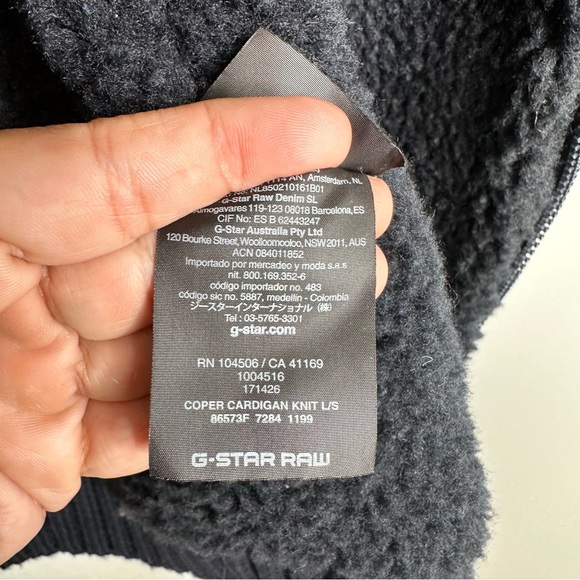 114 AN, Amsterdam, NL
No: NL850210161B01
G-Star Raw Denim SL
Almogavares 119-123 08018 Barcelona, ES
CIF No: ES B 62443247
G-Star Australia Pty Ltd
120 Bourke Street, Woolloomooloo, NSW 2011, AUS
ACN 084011852
Importado por mercadeo y moda s.a.s
nit. 800.169.352-6
código importador no. 483
código sic no. 5887, medellin - Colombia
ジースターインターナショナル (株)
Tel : 03-5765-3301
g-star.com
RN 104506 / CA 41169
1004516
171426
COPER CARDIGAN KNIT L/S
86573F 7284 1199
G-STAR RAW